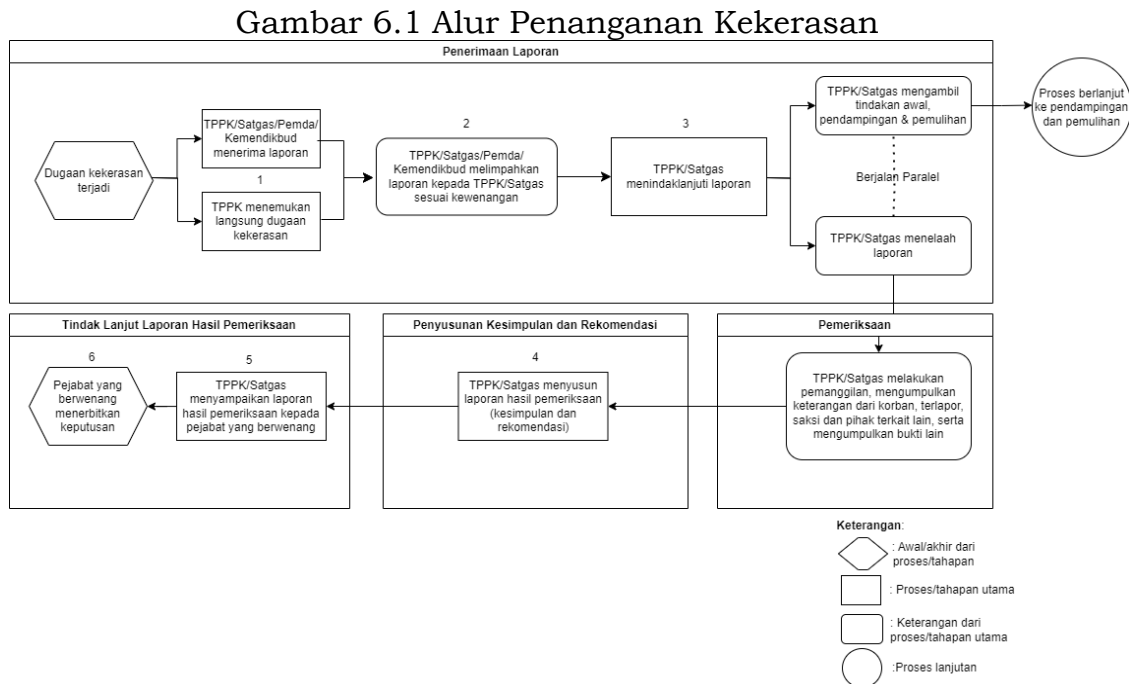 Gambar 6.1 Alur Penanganan Kekerasan
Penerimaan Laporan
Dugaan kekerasan
terjadi
TPPK/Satgas/Pemda/
Kemendikbud
menerima laporan
1
TPPK menemukan
langsung dugaan
kekerasan
2
TPPK/Satgas/Pemda/
Kemendikbud melimpahkan
laporan kepada TPPK/Satgas
sesuai kewenangan
3
TPPK/Satgas
menindaklanjuti laporan
TPPK/Satgas mengambil
tindakan awal,
pendampingan & pemulihan
Berjalan Paralel
TPPK/Satgas menelaah
laporan
Proses berlanjut
ke pendampingan
dan pemulihan
Tindak Lanjut Laporan Hasil Pemeriksaan
6
Pejabat yang
berwenang
menerbitkan
keputusan
5
TPPK/Satgas
menyampaikan laporan
hasil pemeriksaan kepada
pejabat yang berwenang
Penyusunan Kesimpulan dan Rekomendasi
4
TPPK/Satgas menyusun
laporan hasil pemeriksaan
(kesimpulan dan
rekomendasi)
Pemeriksaan
TPPK/Satgas melakukan
pemanggilan, mengumpulkan
keterangan dari korban, terlapor,
saksi dan pihak terkait lain, serta
mengumpulkan bukti lain
Keterangan:
: Awal/akhir dari
proses/tahapan
: Proses/tahapan utama
: Keterangan dari
proses/tahapan utama
:Proses lanjutan